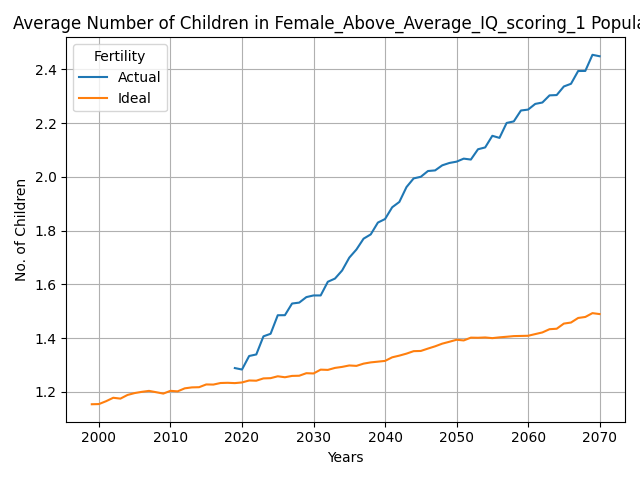 Average Number of Children in Female_Above_Average_IQ_scoring_1 Popula
Fertility
Actual
Ideal
No. of Children
2.4
2.2
2.0
1.8
1.6
1.4
1.2
2000 2010 2020 2030 2040 2050 2060 2070
Years